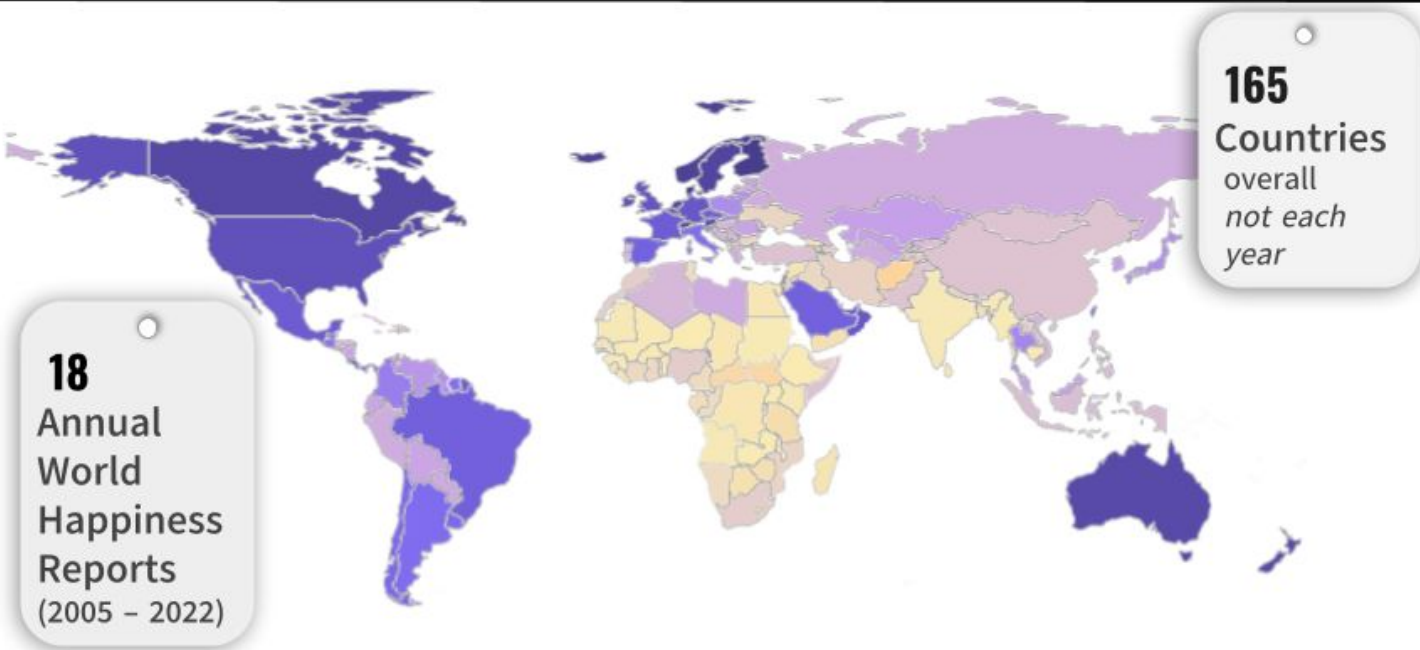 165
Countries
overall
not each
year
18
Annual
World
Happiness
Reports
(2005 – 2022)